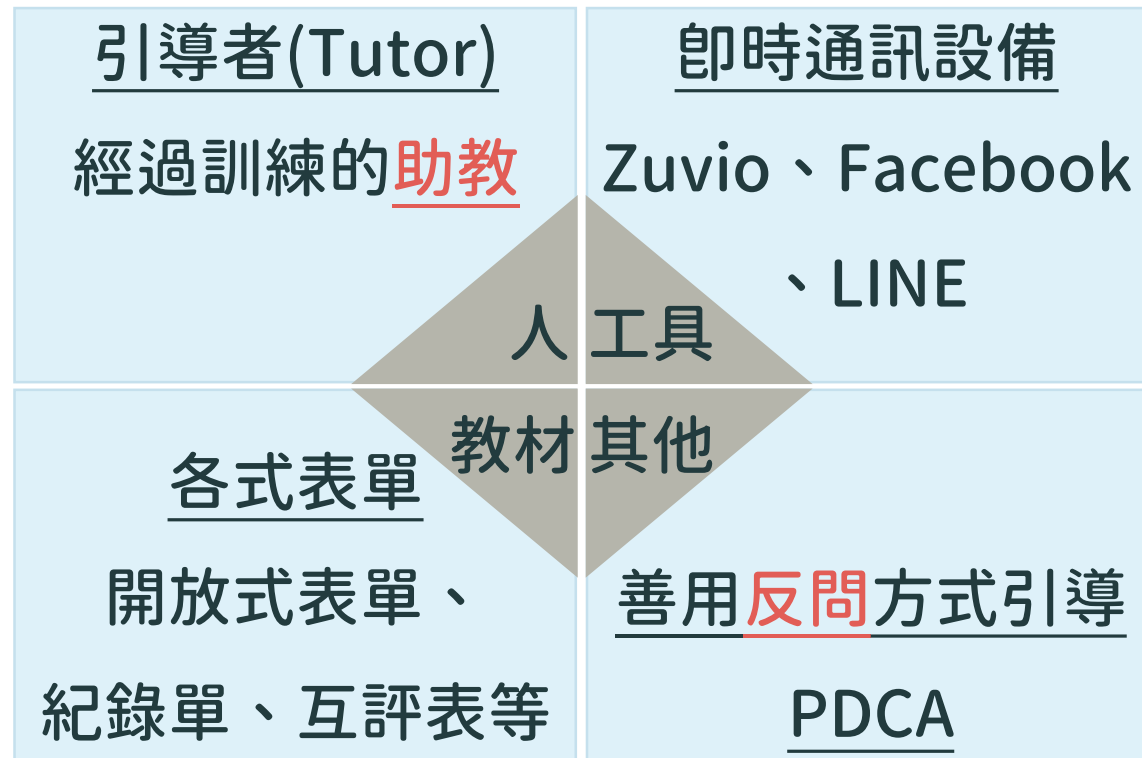 引導者(Tutor)
經過訓練的助教
人
即時通訊設備
Zuvio、Facebook
、LINE
工具
教材
各式表單
開放式表單、
紀錄單、互評表等
其他
善用反問方式引導
PDCA